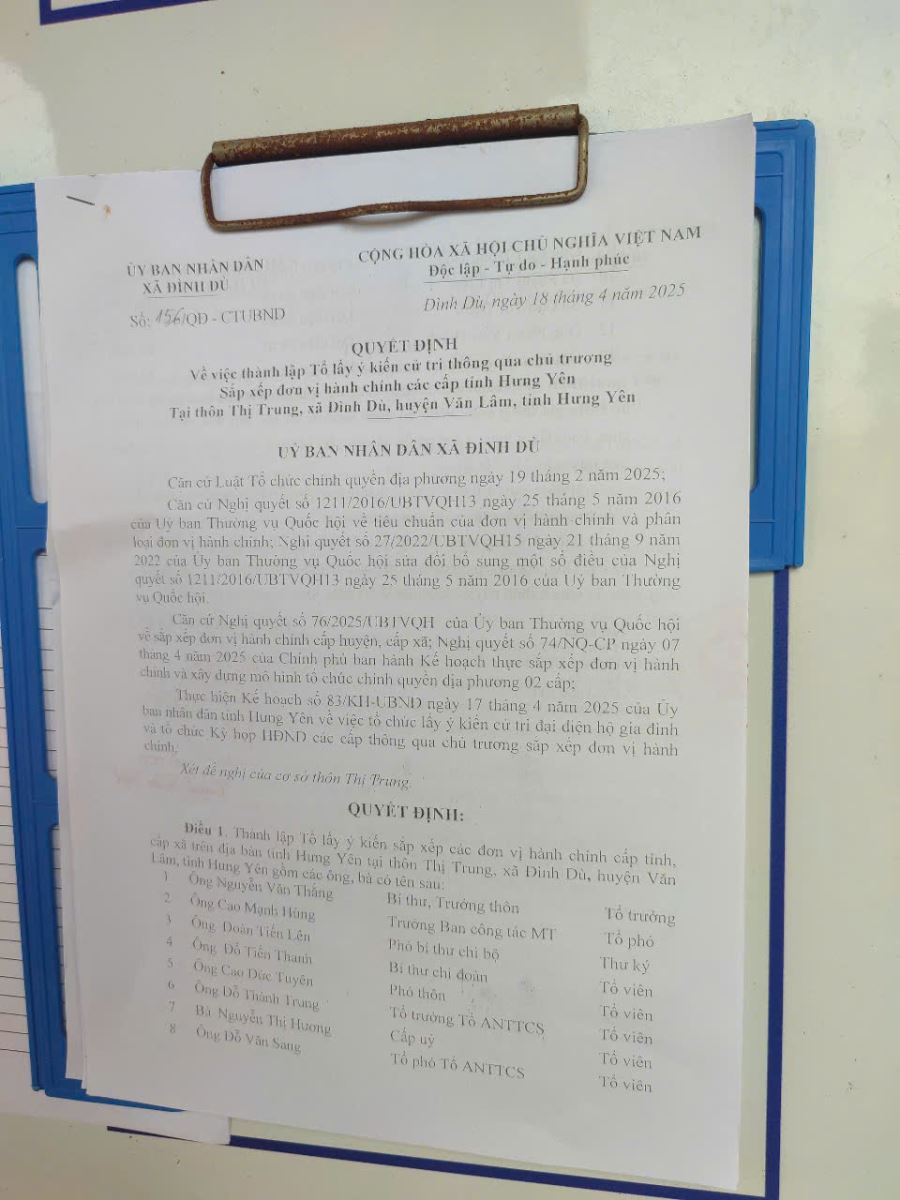 ỦY BAN NHÂN DÂN
XÃ ĐÌNH DÙ
CỘNG HÒA XÃ HỘI CHỦ NGHĨA VIỆT NAM
Độc lập - Tự do - Hạnh phúc
Số: 156/QĐ - CTUBND
Đình Dù, ngày 18 tháng 4 năm 2025
QUYẾT ĐỊNH
Về việc thành lập Tổ lấy ý kiến cử tri thông qua chủ trương
Sắp xếp đơn vị hành chính các cấp tỉnh Hưng Yên
Tại thôn Thị Trung, xã Đình Dù, huyện Văn Lâm, tỉnh Hưng Yên
UỶ BAN NHÂN DÂN XÃ ĐÌNH DÙ
Căn cứ Luật Tổ chức chính quyền địa phương ngày 19 tháng 2 năm 2025;
Căn cứ Nghị quyết số 1211/2016/UBTVQH13 ngày 25 tháng 5 năm 2016
của Uỷ ban Thường vụ Quốc hội về tiêu chuẩn của đơn vị hành chính và phân
loại đơn vị hành chính; Nghị quyết số 27/2022/UBTVQH15 ngày 21 tháng 9 năm
2022 của Ủy ban Thường vụ Quốc hội sửa đổi bổ sung một số điều của Nghị
quyết số 1211/2016/UBTVQH13 ngày 25 tháng 5 năm 2016 của Uỷ ban Thường
vụ Quốc hội.
Căn cứ Nghị quyết số 76/2025/UBTVQH của Ủy ban Thường vụ Quốc hội
về sắp xếp đơn vị hành chính cấp huyện, cấp xã; Nghị quyết số 74/NQ-CP ngày 07
tháng 4 năm 2025 của Chính phủ ban hành Kế hoạch thực sắp xếp đơn vị hành
chính và xây dựng mô hình tổ chức chính quyền địa phương 02 cấp;
Thực hiện Kế hoạch số 83/KH-UBND ngày 17 tháng 4 năm 2025 của Ủy
ban nhân dân tỉnh Hưng Yên về việc tổ chức lấy ý kiến cử tri đại diện hộ gia đình
và tổ chức Kỳ họp HĐND các cấp thông qua chủ trương sắp xếp đơn vị hành
chính;
Xét đề nghị của cơ sở thôn Thị Trung.
QUYẾT ĐỊNH:
Điều 1. Thành lập Tổ lấy ý kiến sắp xếp các đơn vị hành chính cấp tỉnh,
cấp xã trên địa bàn tỉnh Hưng Yên tại thôn Thị Trung, xã Đình Dù, huyện Văn
Lâm, tỉnh Hưng Yên gồm các ông, bà có tên sau:
1 Ông Nguyễn Văn Thắng Bí thư, Trưởng thôn Tổ trưởng
2 Ông Cao Mạnh Hùng Trưởng Ban công tác MT Tổ phó
3 Ông Đoàn Tiến Lên Phó bí thư chi bộ Thư ký
4 Ông Đỗ Tiến Thanh Bí thư chi đoàn Tổ viên
5 Ông Cao Đức Tuyên Phó thôn Tổ viên
6 Ông Đỗ Thành Trung Tổ trưởng Tổ ANTTCS Tổ viên
7 Bà Nguyễn Thị Hương Cấp uỷ Tổ viên
8 Ông Đỗ Văn Sang Tổ phó Tổ ANTTCS Tổ viên